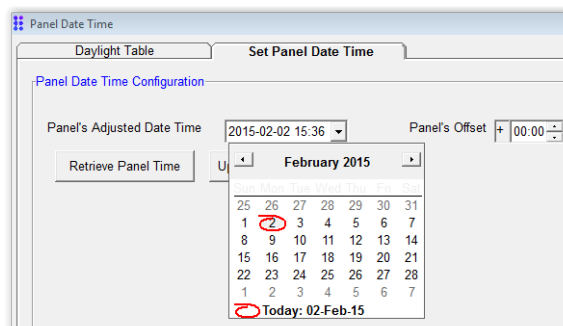 Panel Date Time
Daylight Table Set Panel Date Time
Panel Date Time Configuration
Panel's Adjusted Date Time 2015-02-02 15:36 Panel's Offset + 00:00
Retrieve Panel Time
February 2015
Sun Mon Tue Wed Thu Fri Sat
25 26 27 28 29 30 31
1 2 3 4 5 6 7
8 9 10 11 12 13 14
15 16 17 18 19 20 21
22 23 24 25 26 27 28
1 2 3 4 5 6 7
Today: 02-Feb-15